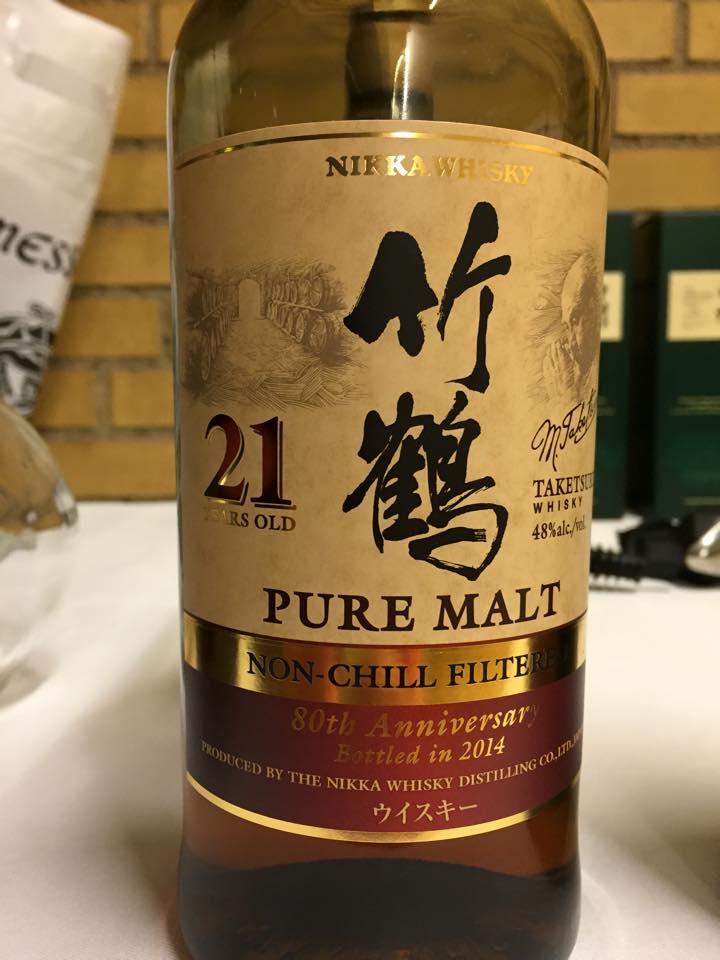 NIKKA WHISKY
竹鶴
21
YEARS OLD
M. Taketsuru
TAKETSURU
WHISKY
48%alc./vol.
PURE MALT
NON-CHILL FILTERED
80th Anniversary
Bottled in 2014
PRODUCED BY THE NIKKA WHISKY DISTILLING CO.,LTD.,
ウイスキー